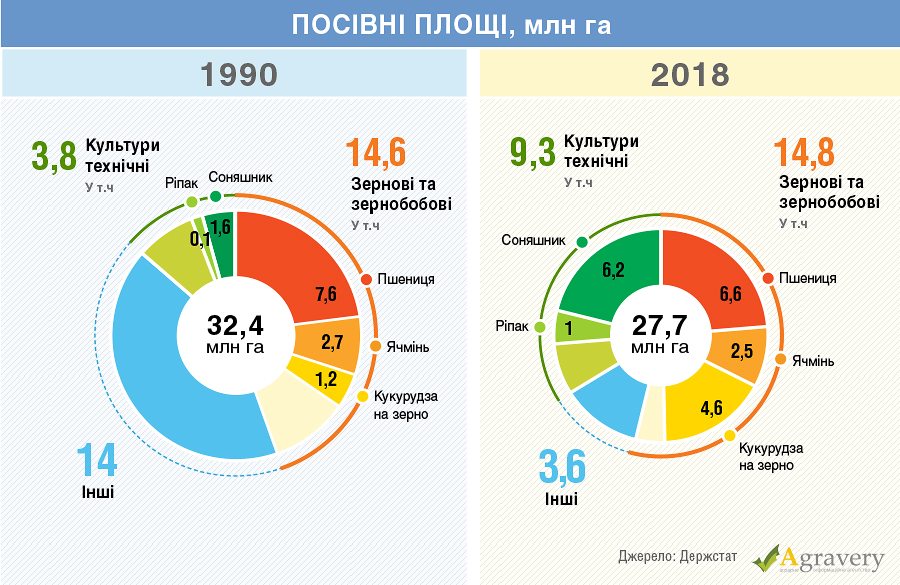 ПОСІВНІ ПЛОЩІ, млн га
1990
3,8
Культури
технічні
У т.ч
14,6
Зернові та
зернобобові
У т.ч
Ріпак
Соняшник
0,1
1,6
7,6
Пшениця
2,7
Ячмінь
1,2
Кукурудза
на зерно
32,4
млн га
14
Інші
2018
9,3
Культури
технічні
У т.ч
14,8
Зернові та
зернобобові
У т.ч
Соняшник
6,2
6,6
Пшениця
Ріпак
1
2,5
Ячмінь
4,6
Кукурудза
на зерно
27,7
млн га
3,6
Інші
Джерело: Держстат
Agravery